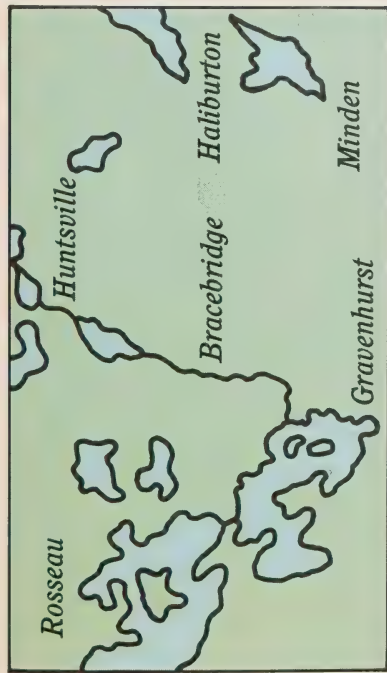 Rosseau
Huntsville
Bracebridge
Haliburton
Gravenhurst
Minden